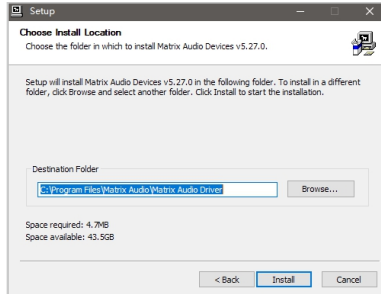 Setup
Choose Install Location
Choose the folder in which to install Matrix Audio Devices v5.27.0.
Setup will install Matrix Audio Devices v5.27.0 in the following folder. To install in a different
folder, click Browse and select another folder. Click Install to start the installation.
Destination Folder
C:\Program Files\Matrix Audio\Matrix Audio Driver
Browse...
Space required: 4.7MB
Space available: 43.5GB
< Back
Install
Cancel